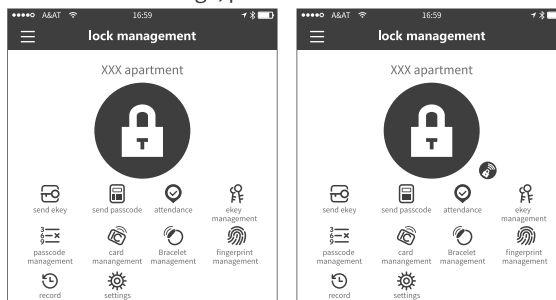 A&AT 16:59
lock management
XXX apartment
T
send ekey send passcode attendance ekey
management
passcode
management
card
manangement
Bracelet
management
fingerprint
management
record settings
A&AT 16:59
lock management
XXX apartment
T
send ekey send passcode attendance ekey
management
passcode
management
card
manangement
Bracelet
management
fingerprint
management
record settings